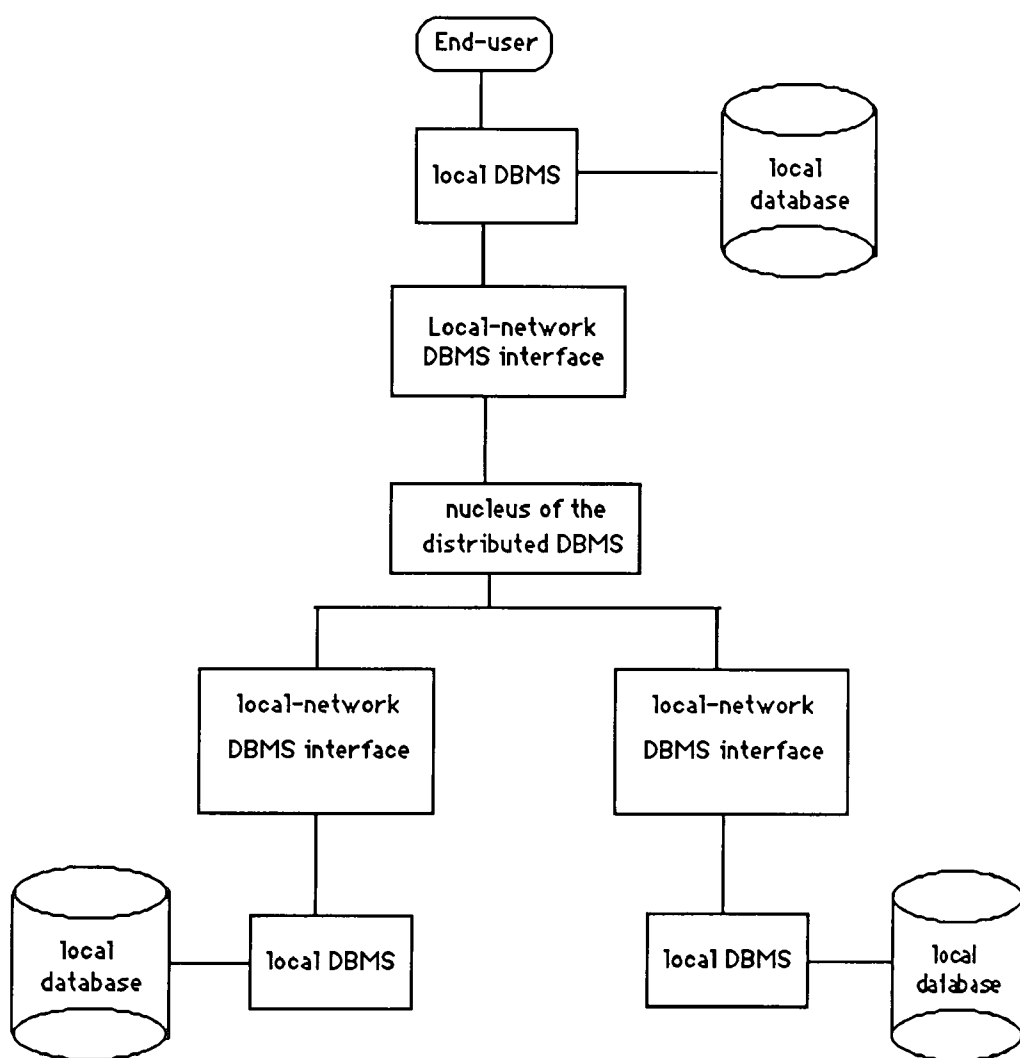 End-user
local DBMS
local
database
Local-network
DBMS interface
nucleus of the
distributed DBMS
local-network
DBMS interface
local-network
DBMS interface
local
database
local DBMS
local DBMS
local
database